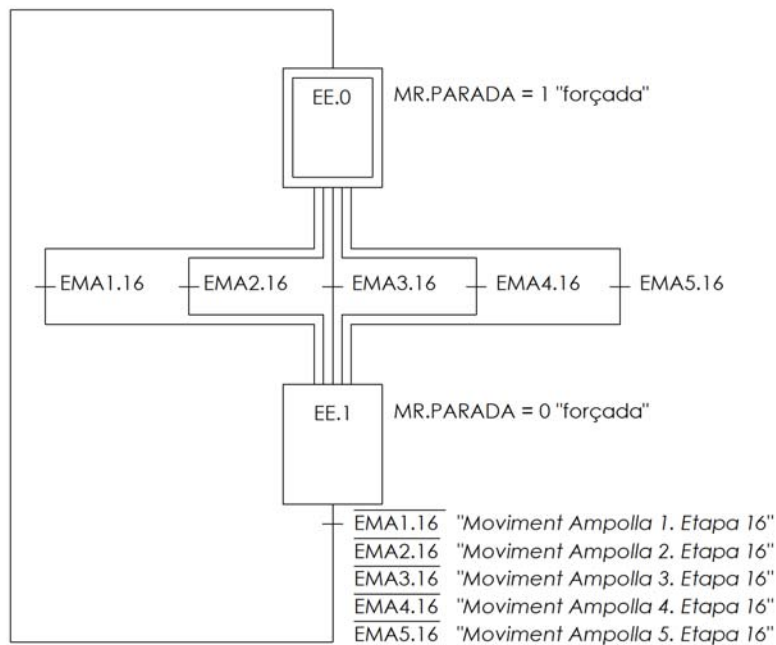 EE.0 MR.PARADA = 1 "forçada"
EMA1.16 EMA2.16 EMA3.16 EMA4.16 EMA5.16
EE.1 MR.PARADA = 0 "forçada"
EMA1.16 "Moviment Ampolla 1. Etapa 16"
EMA2.16 "Moviment Ampolla 2. Etapa 16"
EMA3.16 "Moviment Ampolla 3. Etapa 16"
EMA4.16 "Moviment Ampolla 4. Etapa 16"
EMA5.16 "Moviment Ampolla 5. Etapa 16"